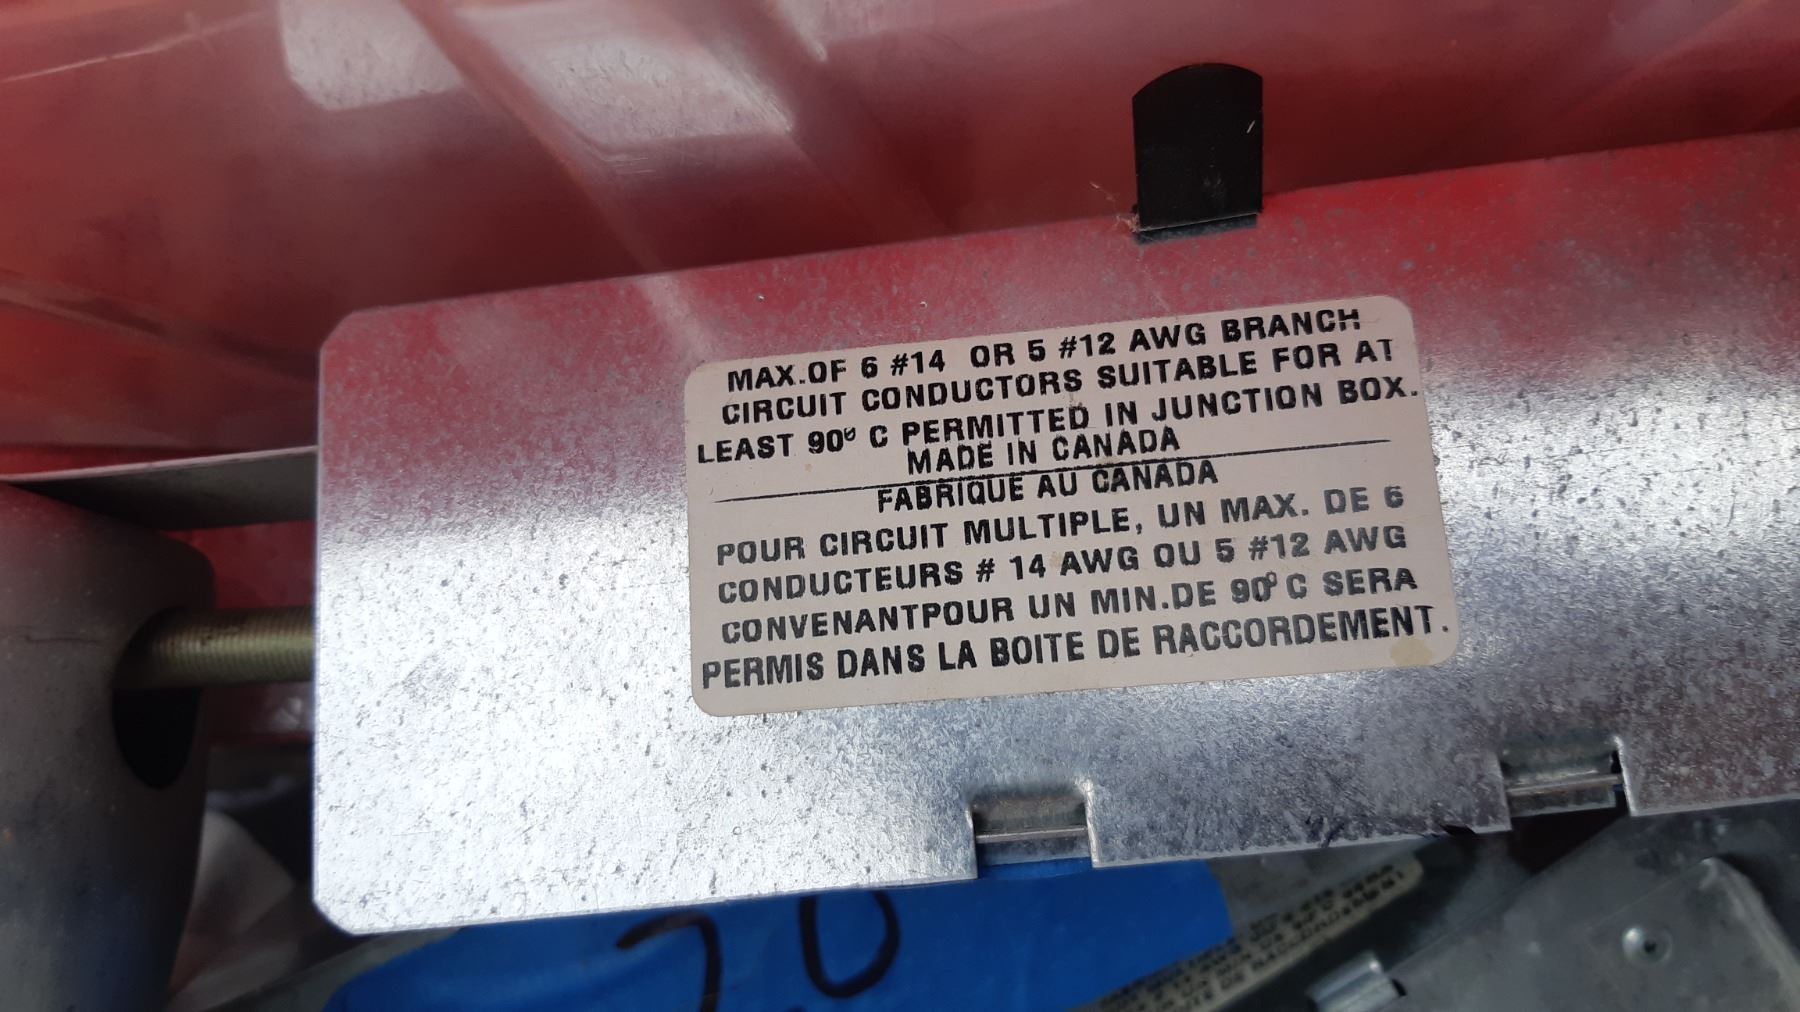 MAX.OF 6 #14 OR 5 #12 AWG BRANCH
CIRCUIT CONDUCTORS SUITABLE FOR AT
LEAST 90º C PERMITTED IN JUNCTION BOX.
MADE IN CANADA
FABRIQUE AU CANADA
POUR CIRCUIT MULTIPLE, UN MAX. DE 6
CONDUCTEURS # 14 AWG OU 5 #12 AWG
CONVENANTPOUR UN MIN.DE 90º C SERA
PERMIS DANS LA BOITE DE RACCORDEMENT.